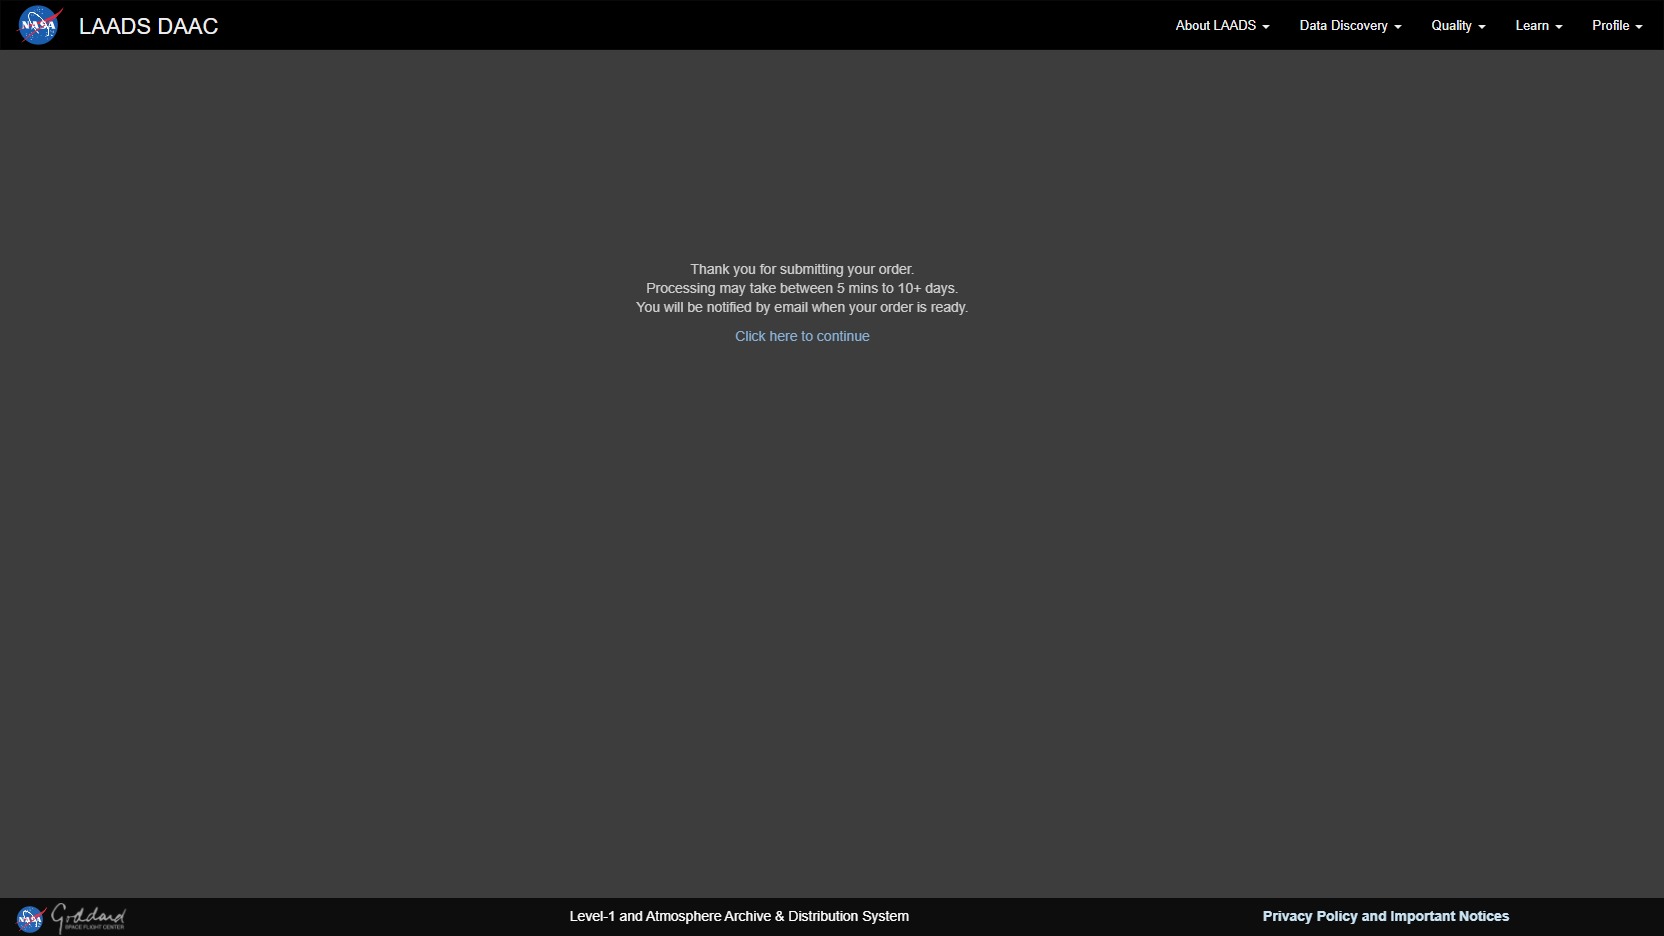 NASA
LAADS DAAC
About LAADS
Data Discovery
Quality
Learn
Profile
Thank you for submitting your order.
Processing may take between 5 mins to 10+ days.
You will be notified by email when your order is ready.
Click here to continue
NASA
Goddard
SPACE FLIGHT CENTER
Level-1 and Atmosphere Archive & Distribution System
Privacy Policy and Important Notices